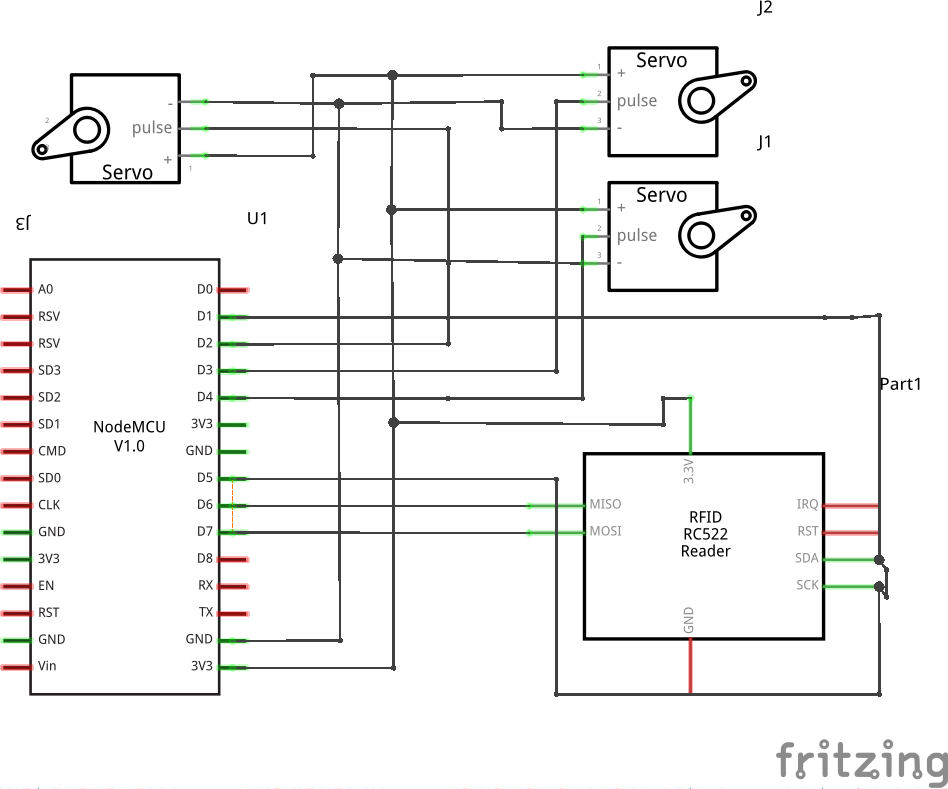 J2
Servo
1
+
2
pulse
3
-
-
2
pulse
+
1
Servo
J1
Servo
1
+
2
pulse
3
-
J3
U1
A0 D0
RSV D1
RSV D2
SD3 D3
SD2 D4
SD1 3V3
CMD GND
SD0 D5
CLK D6
GND D7
3V3 D8
EN RX
RST TX
GND GND
Vin 3V3
NodeMCU
V1.0
Part1
3.3V
MISO IRQ
MOSI RST
SDA
SCK
RFID
RC522
Reader
GND
fritzing